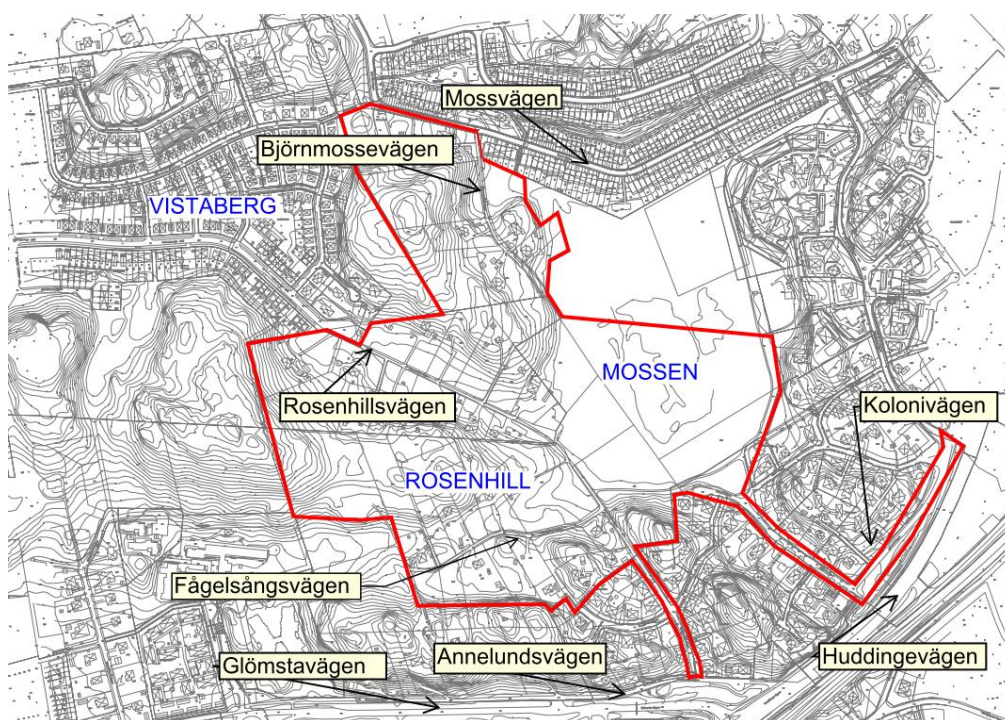 Mossvägen
Björnmossevägen
VISTABERG
MOSSEN
Rosenhillsvägen
Kolonivägen
ROSENHILL
Fågelsångsvägen
Annelundsvägen
Huddingevägen
Glömstavägen